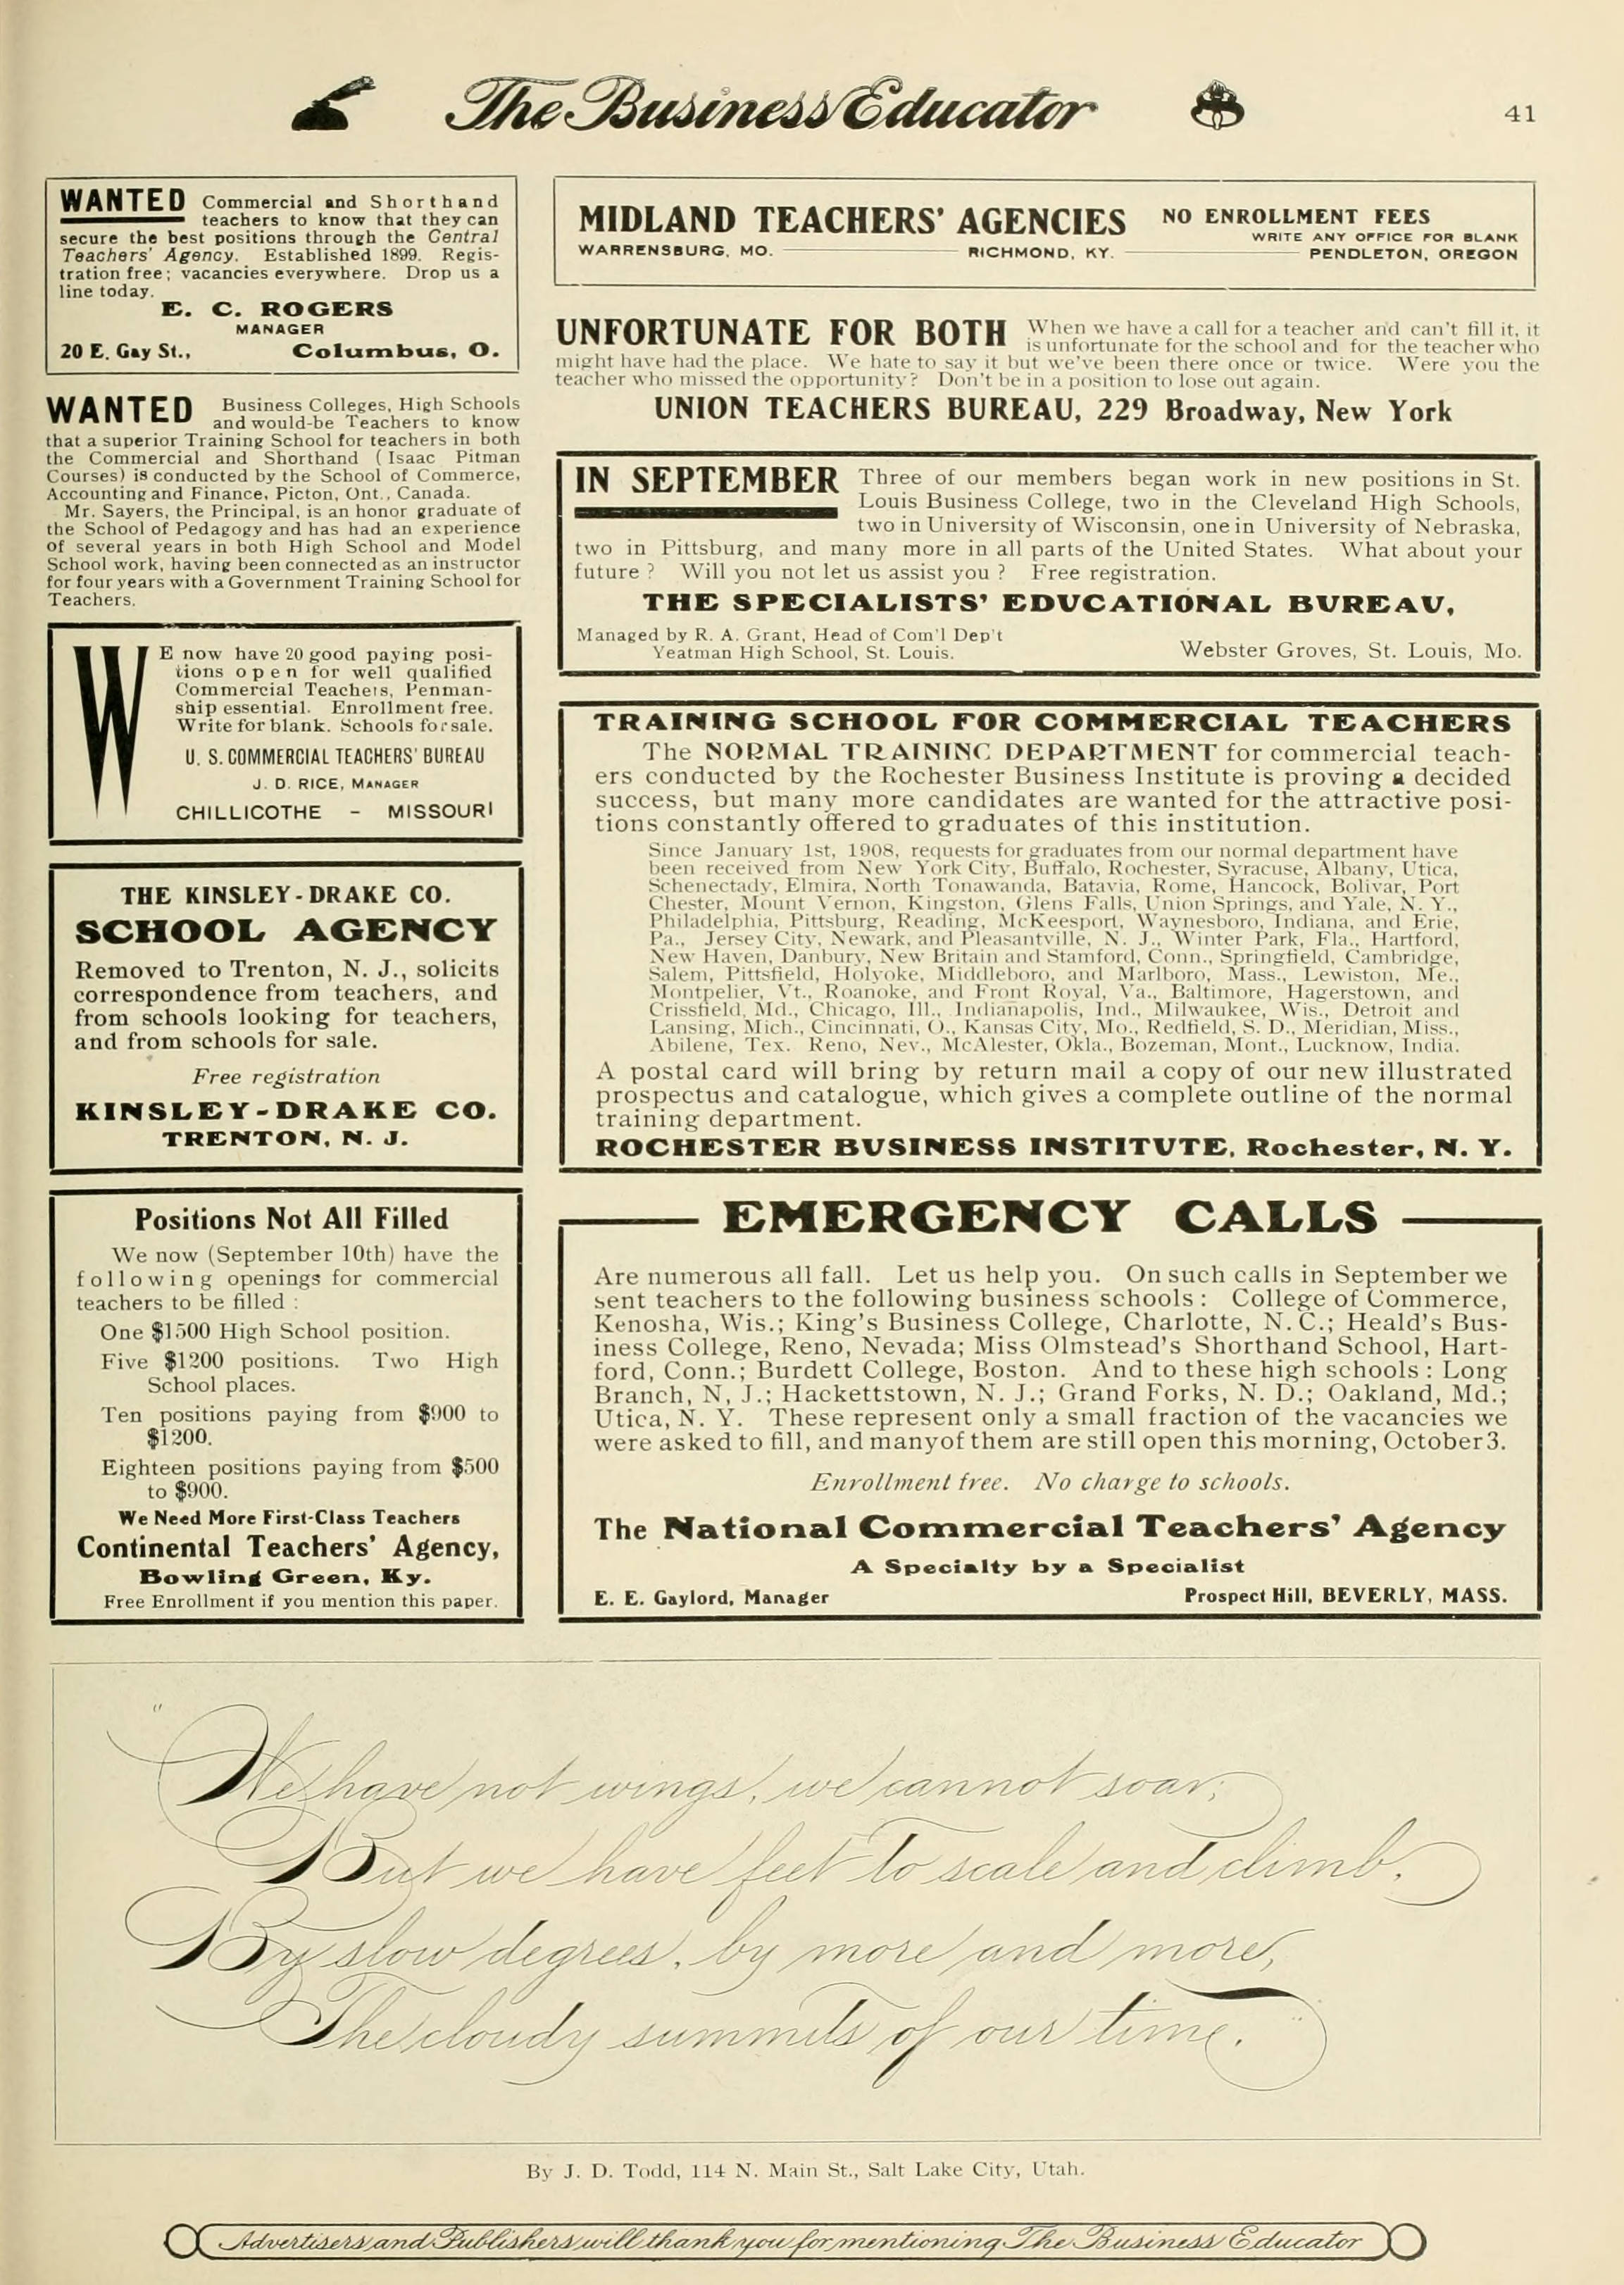 The Business Educator
41
WANTED Commercial and Shorthand
teachers to know that they can
secure the best positions through the Central
Teachers' Agency. Established 1899. Regis-
tration free; vacancies everywhere. Drop us a
line today.
E. C. ROGERS
MANAGER
20 E. Gay St., Columbus, O.
WANTED Business Colleges, High Schools
and would-be Teachers to know
that a superior Training School for teachers in both
the Commercial and Shorthand (Isaac Pitman
Courses) is conducted by the School of Commerce,
Accounting and Finance, Picton, Ont., Canada.
Mr. Sayers, the Principal, is an honor graduate of
the School of Pedagogy and has had an experience
of several years in both High School and Model
School work, having been connected as an instructor
for four years with a Government Training School for
Teachers.
WE now have 20 good paying posi-
tions open for well qualified
Commercial Teachers, Penman-
ship essential. Enrollment free.
Write for blank. Schools for sale.
U. S. COMMERCIAL TEACHERS' BUREAU
J. D. RICE, MANAGER
CHILLICOTHE - MISSOURI
THE KINSLEY-DRAKE CO.
SCHOOL AGENCY
Removed to Trenton, N. J., solicits
correspondence from teachers, and
from schools looking for teachers,
and from schools for sale.
Free registration
KINSLEY-DRAKE CO.
TRENTON, N. J.
Positions Not All Filled
We now (September 10th) have the
following openings for commercial
teachers to be filled :
One $1500 High School position.
Five $1200 positions. Two High
School places.
Ten positions paying from $900 to
$1200.
Eighteen positions paying from $500
to $900.
We Need More First-Class Teachers
Continental Teachers' Agency,
Bowling Green, Ky.
Free Enrollment if you mention this paper.
MIDLAND TEACHERS' AGENCIES NO ENROLLMENT FEES
WRITE ANY OFFICE FOR BLANK
WARRENSBURG, MO. RICHMOND, KY. PENDLETON, OREGON
UNFORTUNATE FOR BOTH When we have a call for a teacher and can't fill it, it
is unfortunate for the school and for the teacher who
might have had the place. We hate to say it but we've been there once or twice. Were you the
teacher who missed the opportunity? Don't be in a position to lose out again.
UNION TEACHERS BUREAU, 229 Broadway, New York
IN SEPTEMBER Three of our members began work in new positions in St.
Louis Business College, two in the Cleveland High Schools,
two in University of Wisconsin, one in University of Nebraska,
two in Pittsburg, and many more in all parts of the United States. What about your
future ? Will you not let us assist you ? Free registration.
THE SPECIALISTS' EDUCATIONAL BUREAU,
Managed by R. A. Grant, Head of Com'l Dep't
Yeatman High School, St. Louis.
Webster Groves, St. Louis, Mo.
TRAINING SCHOOL FOR COMMERCIAL TEACHERS
The NORMAL TRAINING DEPARTMENT for commercial teach-
ers conducted by the Rochester Business Institute is proving a decided
success, but many more candidates are wanted for the attractive posi-
tions constantly offered to graduates of this institution.
Since January 1st, 1908, requests for graduates from our normal department have
been received from New York City, Buffalo, Rochester, Syracuse, Albany, Utica,
Schenectady, Elmira, North Tonawanda, Batavia, Rome, Hancock, Bolivar, Port
Chester, Mount Vernon, Kingston, Glens Falls, Union Springs, and Yale, N. Y.,
Philadelphia, Pittsburg, Reading, McKeesport, Waynesboro, Indiana, and Erie,
Pa., Jersey City, Newark, and Pleasantville, N. J., Winter Park, Fla., Hartford,
New Haven, Danbury, New Britain and Stamford, Conn., Springfield, Cambridge,
Salem, Pittsfield, Holyoke, Middleboro, and Marlboro, Mass., Lewiston, Me.,
Montpelier, Vt., Roanoke, and Front Royal, Va., Baltimore, Hagerstown, and
Crissfield, Md., Chicago, Ill., Indianapolis, Ind., Milwaukee, Wis., Detroit and
Lansing, Mich., Cincinnati, O., Kansas City, Mo., Redfield, S. D., Meridian, Miss.,
Abilene, Tex. Reno, Nev., McAlester, Okla., Bozeman, Mont., Lucknow, India.
A postal card will bring by return mail a copy of our new illustrated
prospectus and catalogue, which gives a complete outline of the normal
training department.
ROCHESTER BUSINESS INSTITUTE, Rochester, N. Y.
EMERGENCY CALLS
Are numerous all fall. Let us help you. On such calls in September we
sent teachers to the following business schools : College of Commerce,
Kenosha, Wis.; King's Business College, Charlotte, N. C.; Heald's Bus-
iness College, Reno, Nevada; Miss Olmstead's Shorthand School, Hart-
ford, Conn.; Burdett College, Boston. And to these high schools : Long
Branch, N, J.; Hackettstown, N. J.; Grand Forks, N. D.; Oakland, Md.;
Utica, N. Y. These represent only a small fraction of the vacancies we
were asked to fill, and manyof them are still open this morning, October 3.
Enrollment free. No charge to schools.
The National Commercial Teachers' Agency
A Specialty by a Specialist
E. E. Gaylord, Manager Prospect Hill, BEVERLY, MASS.
"We have not wings, we cannot soar;
But we have feet to scale and climb.
By slow degrees, by more and more,
The cloudy summits of our time."
By J. D. Todd, 114 N. Main St., Salt Lake City, Utah.
Advertisers and Publishers will thank you for mentioning The Business Educator